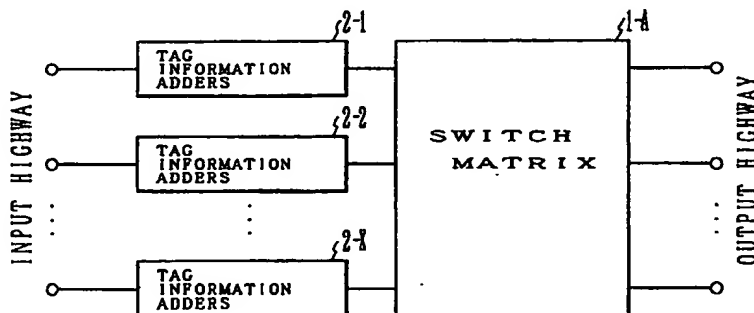 2-1
1-A
TAG
INFORMATION
ADDERS
2-2
TAG
INFORMATION
ADDERS
SWITCH
MATRIX
INPUT HIGHWAY
OUTPUT HIGHWAY
2-X
TAG
INFORMATION
ADDERS